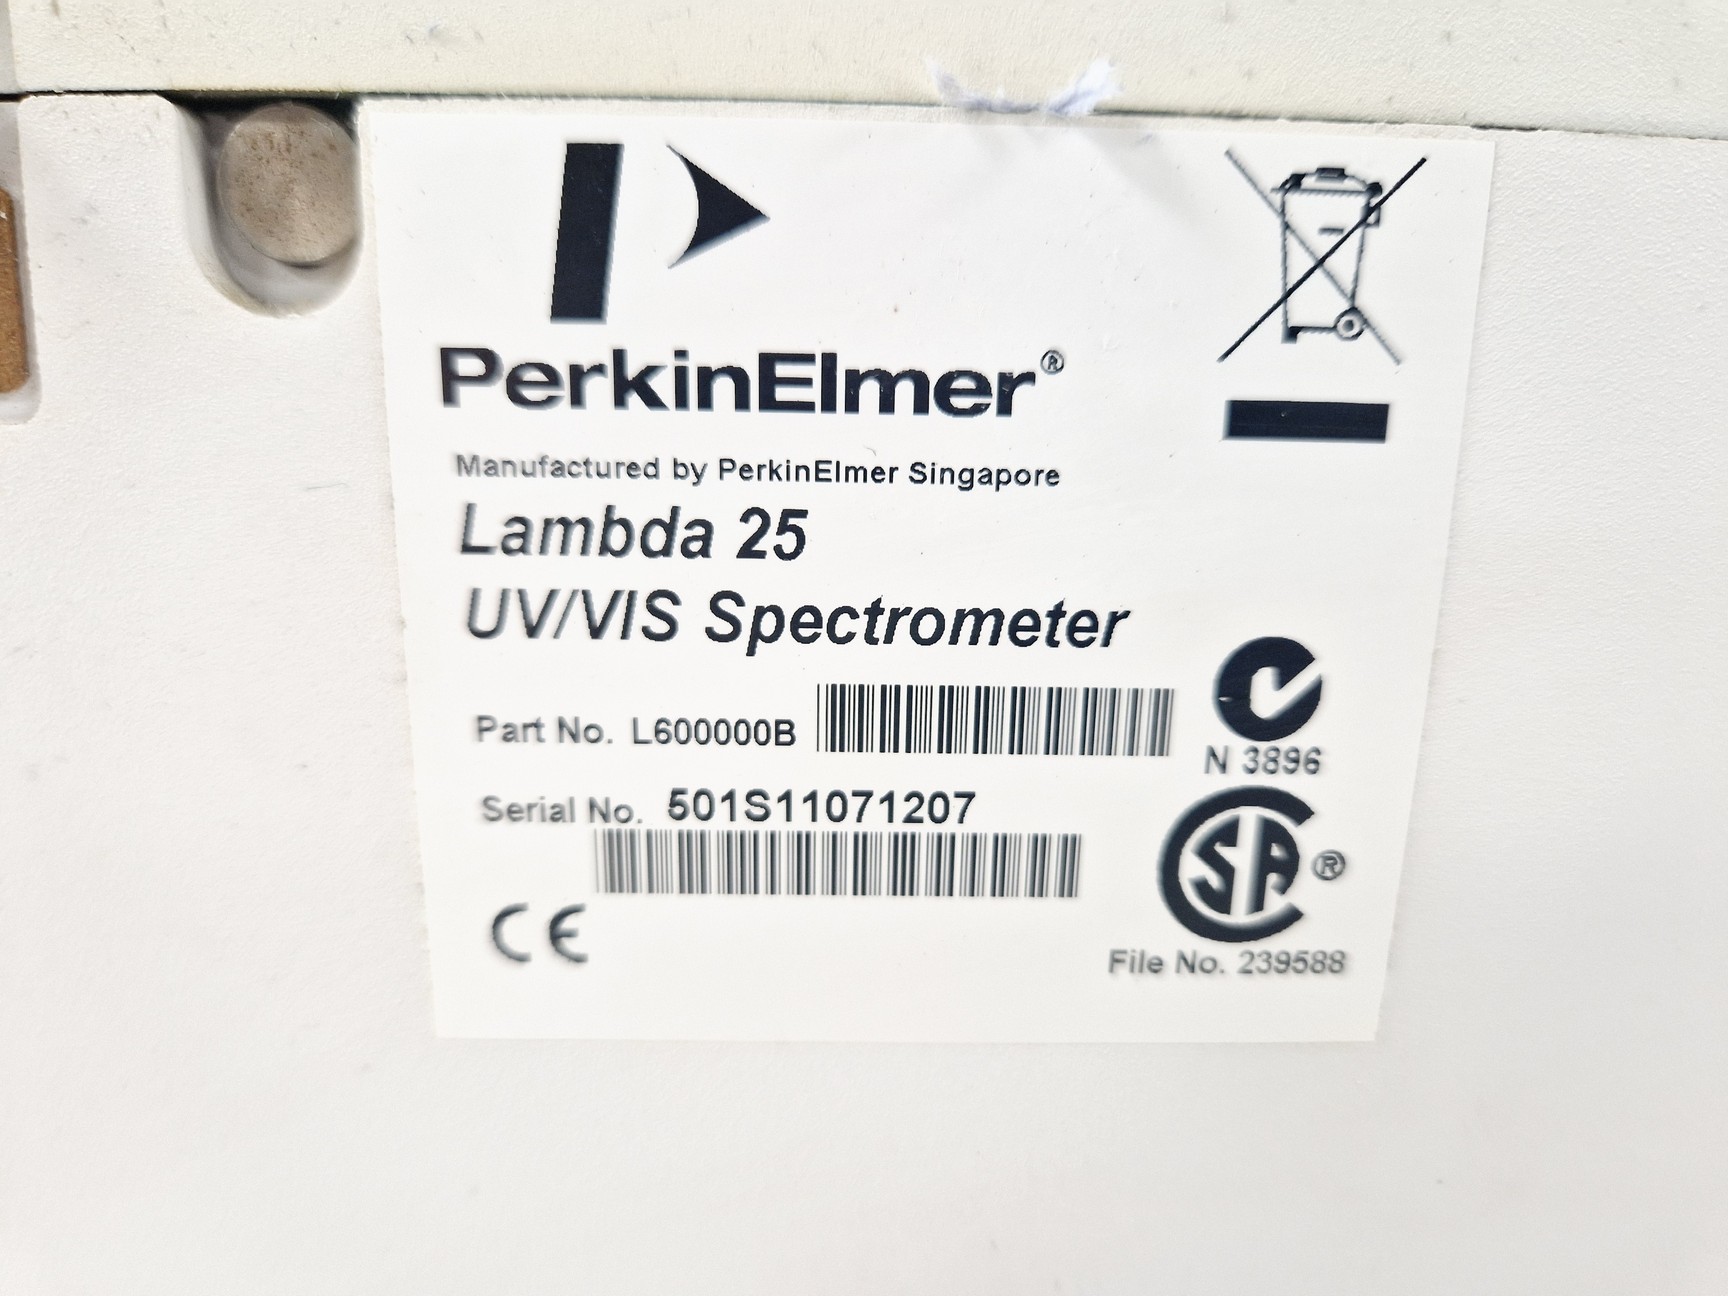 PerkinElmer®
Manufactured by PerkinElmer Singapore
Lambda 25
UV/VIS Spectrometer
Part No. L600000B
N 3896
Serial No. 501S11071207
CSA®
CE
File No. 239588